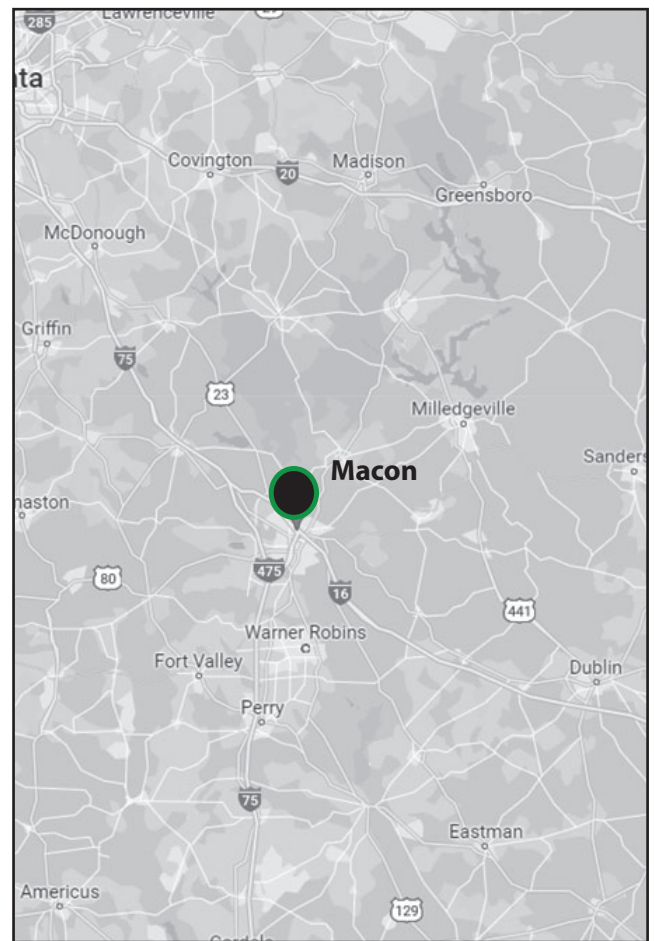 Lawrenceville
285
ta
Covington
Madison
20
Greensboro
McDonough
Griffin
75
23
Milledgeville
Macon
Sanders
naston
475
80
16
441
Warner Robins
Fort Valley
Dublin
Perry
75
Eastman
Americus
129